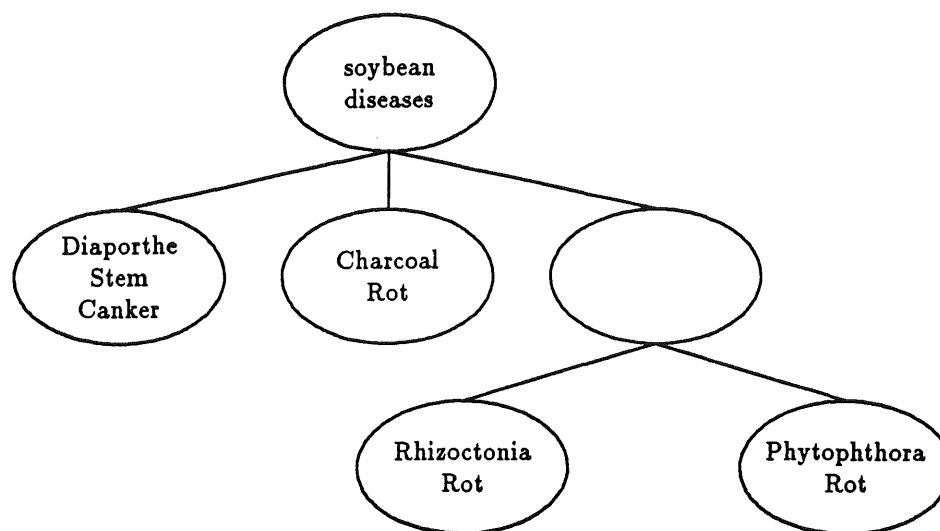 soybean
diseases
Diaporthe
Stem
Canker
Charcoal
Rot
Rhizoctonia
Rot
Phytophthora
Rot